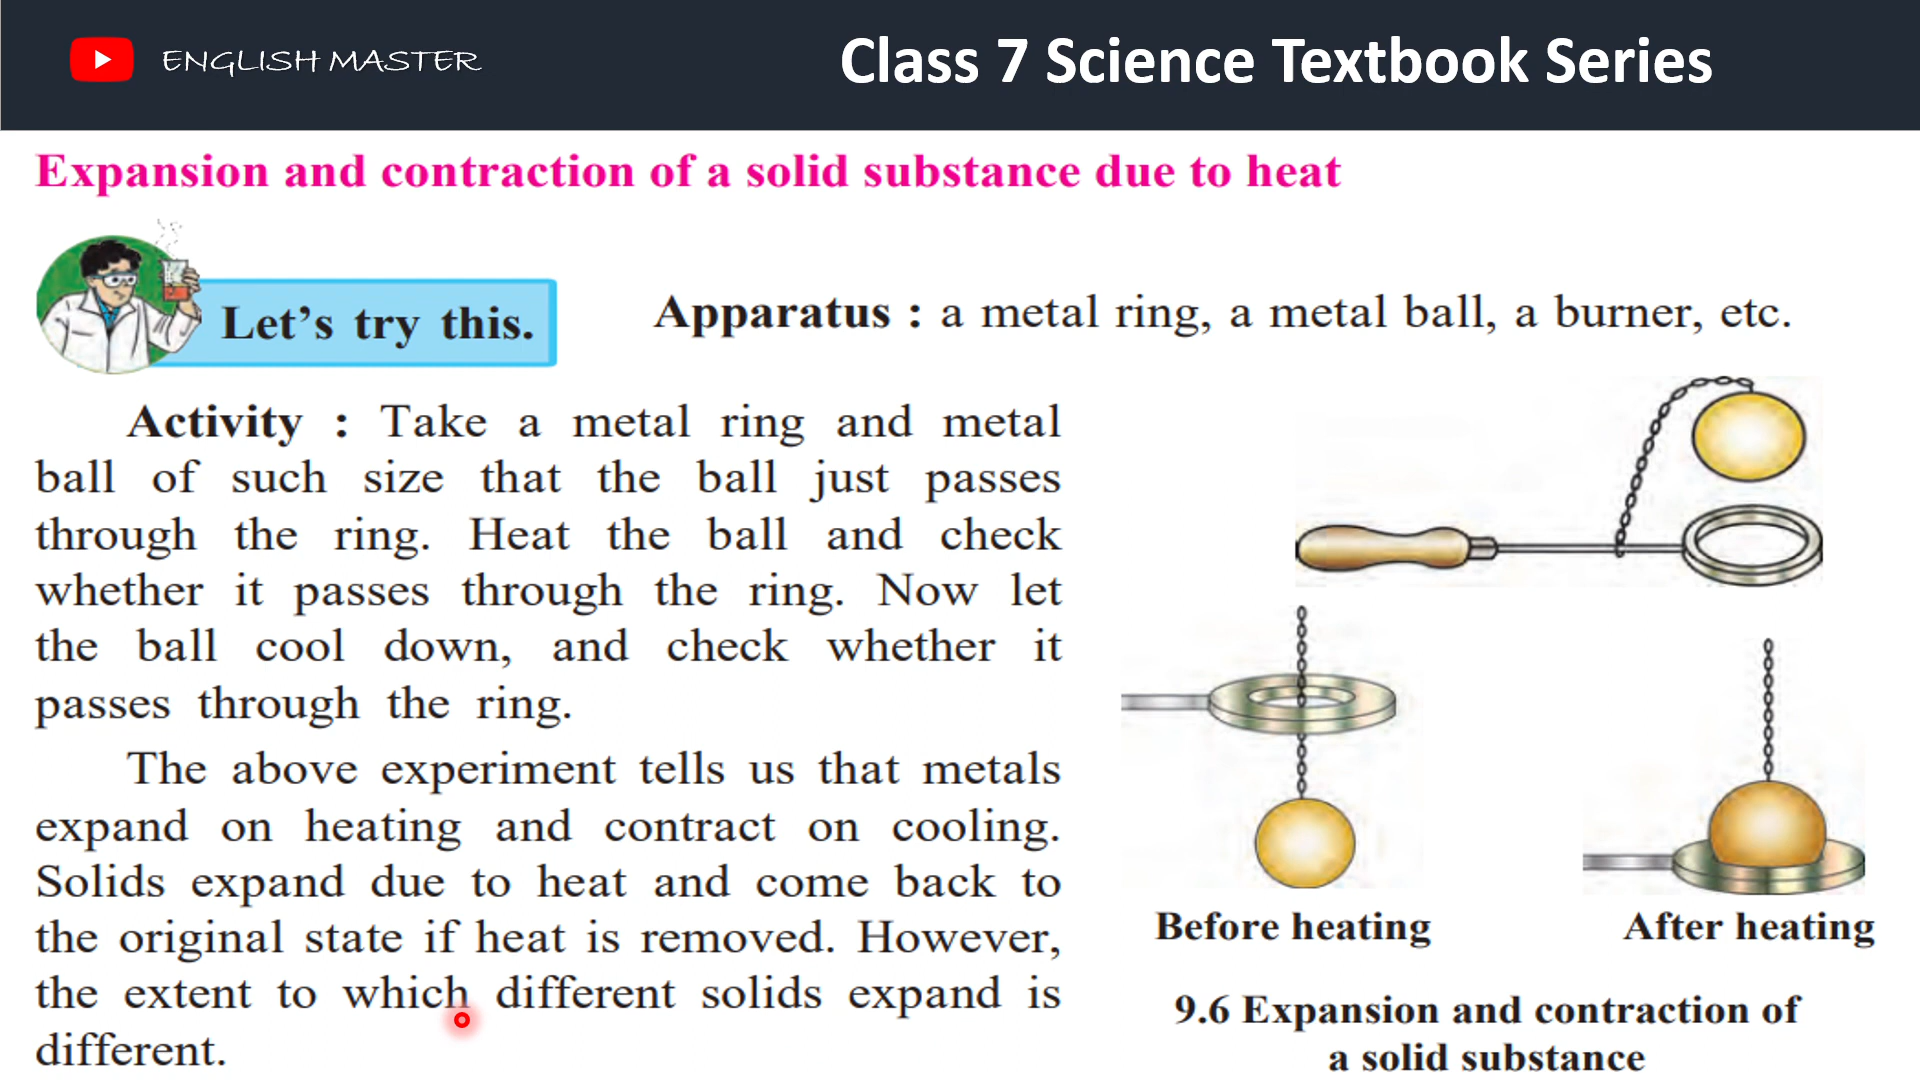 ENGLISH MASTER
Class 7 Science Textbook Series
Expansion and contraction of a solid substance due to heat
Let's try this.
Apparatus : a metal ring, a metal ball, a burner, etc.
Activity : Take a metal ring and metal
ball of such size that the ball just passes
through the ring. Heat the ball and check
whether it passes through the ring. Now let
the ball cool down, and check whether it
passes through the ring.
The above experiment tells us that metals
expand on heating and contract on cooling.
Solids expand due to heat and come back to
the original state if heat is removed. However,
the extent to which different solids expand is
different.
Before heating
After heating
9.6 Expansion and contraction of
a solid substance